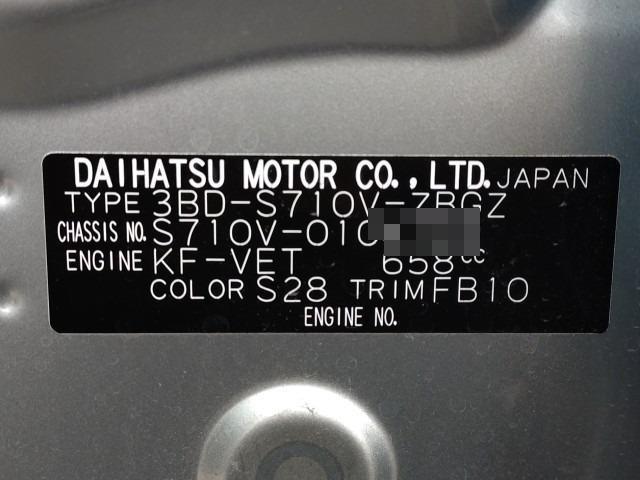 DAIHATSU MOTOR CO.,LTD. JAPAN
TYPE 3BD-S710V-ZBGZ
CHASSIS NO. S710V-010
ENGINE KF-VET 658cc
COLOR S28 TRIM FB10
ENGINE NO.